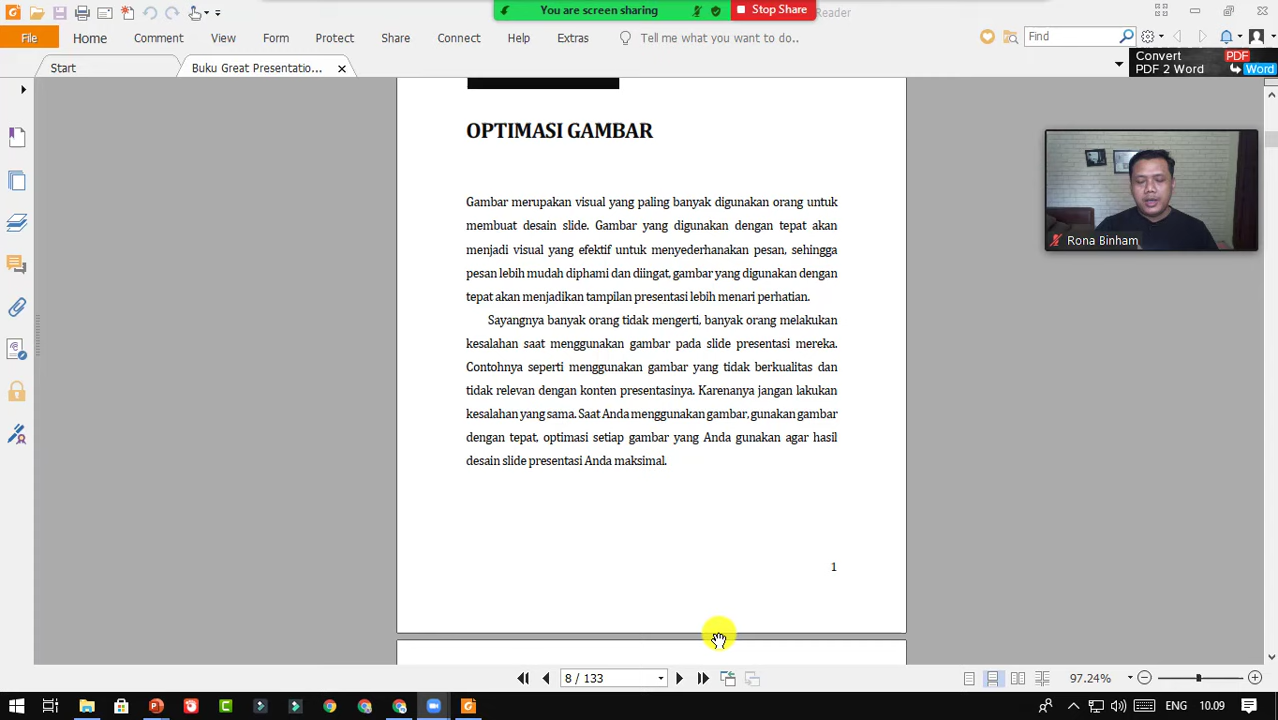 You are screen sharing
Stop Share
Reader
File
Home
Comment
View
Form
Protect
Share
Connect
Help
Extras
Tell me what you want to do..
Find
Start
Buku Great Presentatio...
Convert
PDF
PDF 2 Word
Word
OPTIMASI GAMBAR
Gambar merupakan visual yang paling banyak digunakan orang untuk
membuat desain slide. Gambar yang digunakan dengan tepat akan
menjadi visual yang efektif untuk menyederhanakan pesan, sehingga
pesan lebih mudah diphami dan diingat, gambar yang digunakan dengan
tepat akan menjadikan tampilan presentasi lebih menari perhatian.
Sayangnya banyak orang tidak mengerti, banyak orang melakukan
kesalahan saat menggunakan gambar pada slide presentasi mereka.
Contohnya seperti menggunakan gambar yang tidak berkualitas dan
tidak relevan dengan konten presentasinya. Karenanya jangan lakukan
kesalahan yang sama. Saat Anda menggunakan gambar, gunakan gambar
dengan tepat, optimasi setiap gambar yang Anda gunakan agar hasil
desain slide presentasi Anda maksimal.
1
Rona Binham
8 / 133
97.24%
ENG
10.09